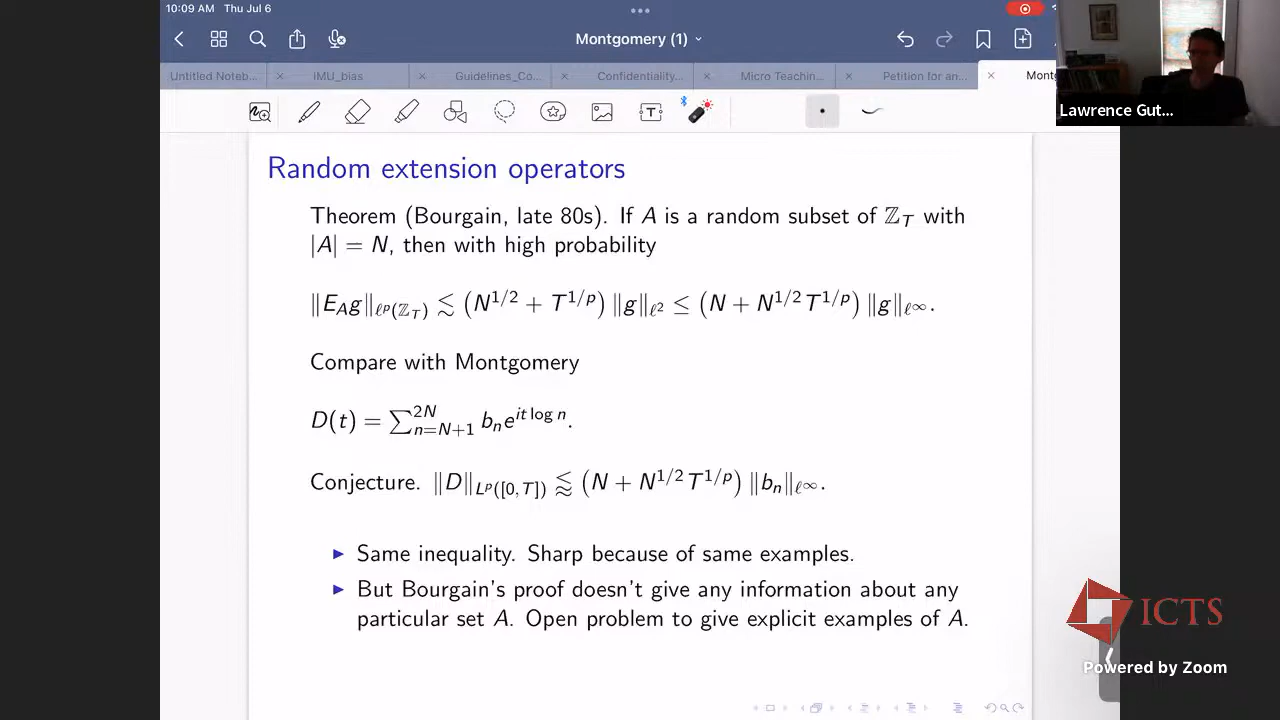 10:09 AM Thu Jul 6
Montgomery (1)
Untitled Noteb...
IMU_bias
Guidelines_Co...
Confidentiality...
Micro Teachin...
Petition for an...
Mont
Lawrence Gut...
Random extension operators
Theorem (Bourgain, late 80s). If A is a random subset of ℤ_T with
|A| = N, then with high probability
‖E_A g‖_{ℓ^p(ℤ_T)} ≲ (N^{1/2} + T^{1/p}) ‖g‖_{ℓ^2} ≤ (N + N^{1/2} T^{1/p}) ‖g‖_{ℓ^∞}.
Compare with Montgomery
D(t) = ∑_{n=N+1}^{2N} b_n e^{it log n}.
Conjecture. ‖D‖_{L^p([0,T])} ⪅ (N + N^{1/2} T^{1/p}) ‖b_n‖_{ℓ^∞}.
▶ Same inequality. Sharp because of same examples.
▶ But Bourgain's proof doesn't give any information about any
particular set A. Open problem to give explicit examples of A.
ICTS
Powered by Zoom